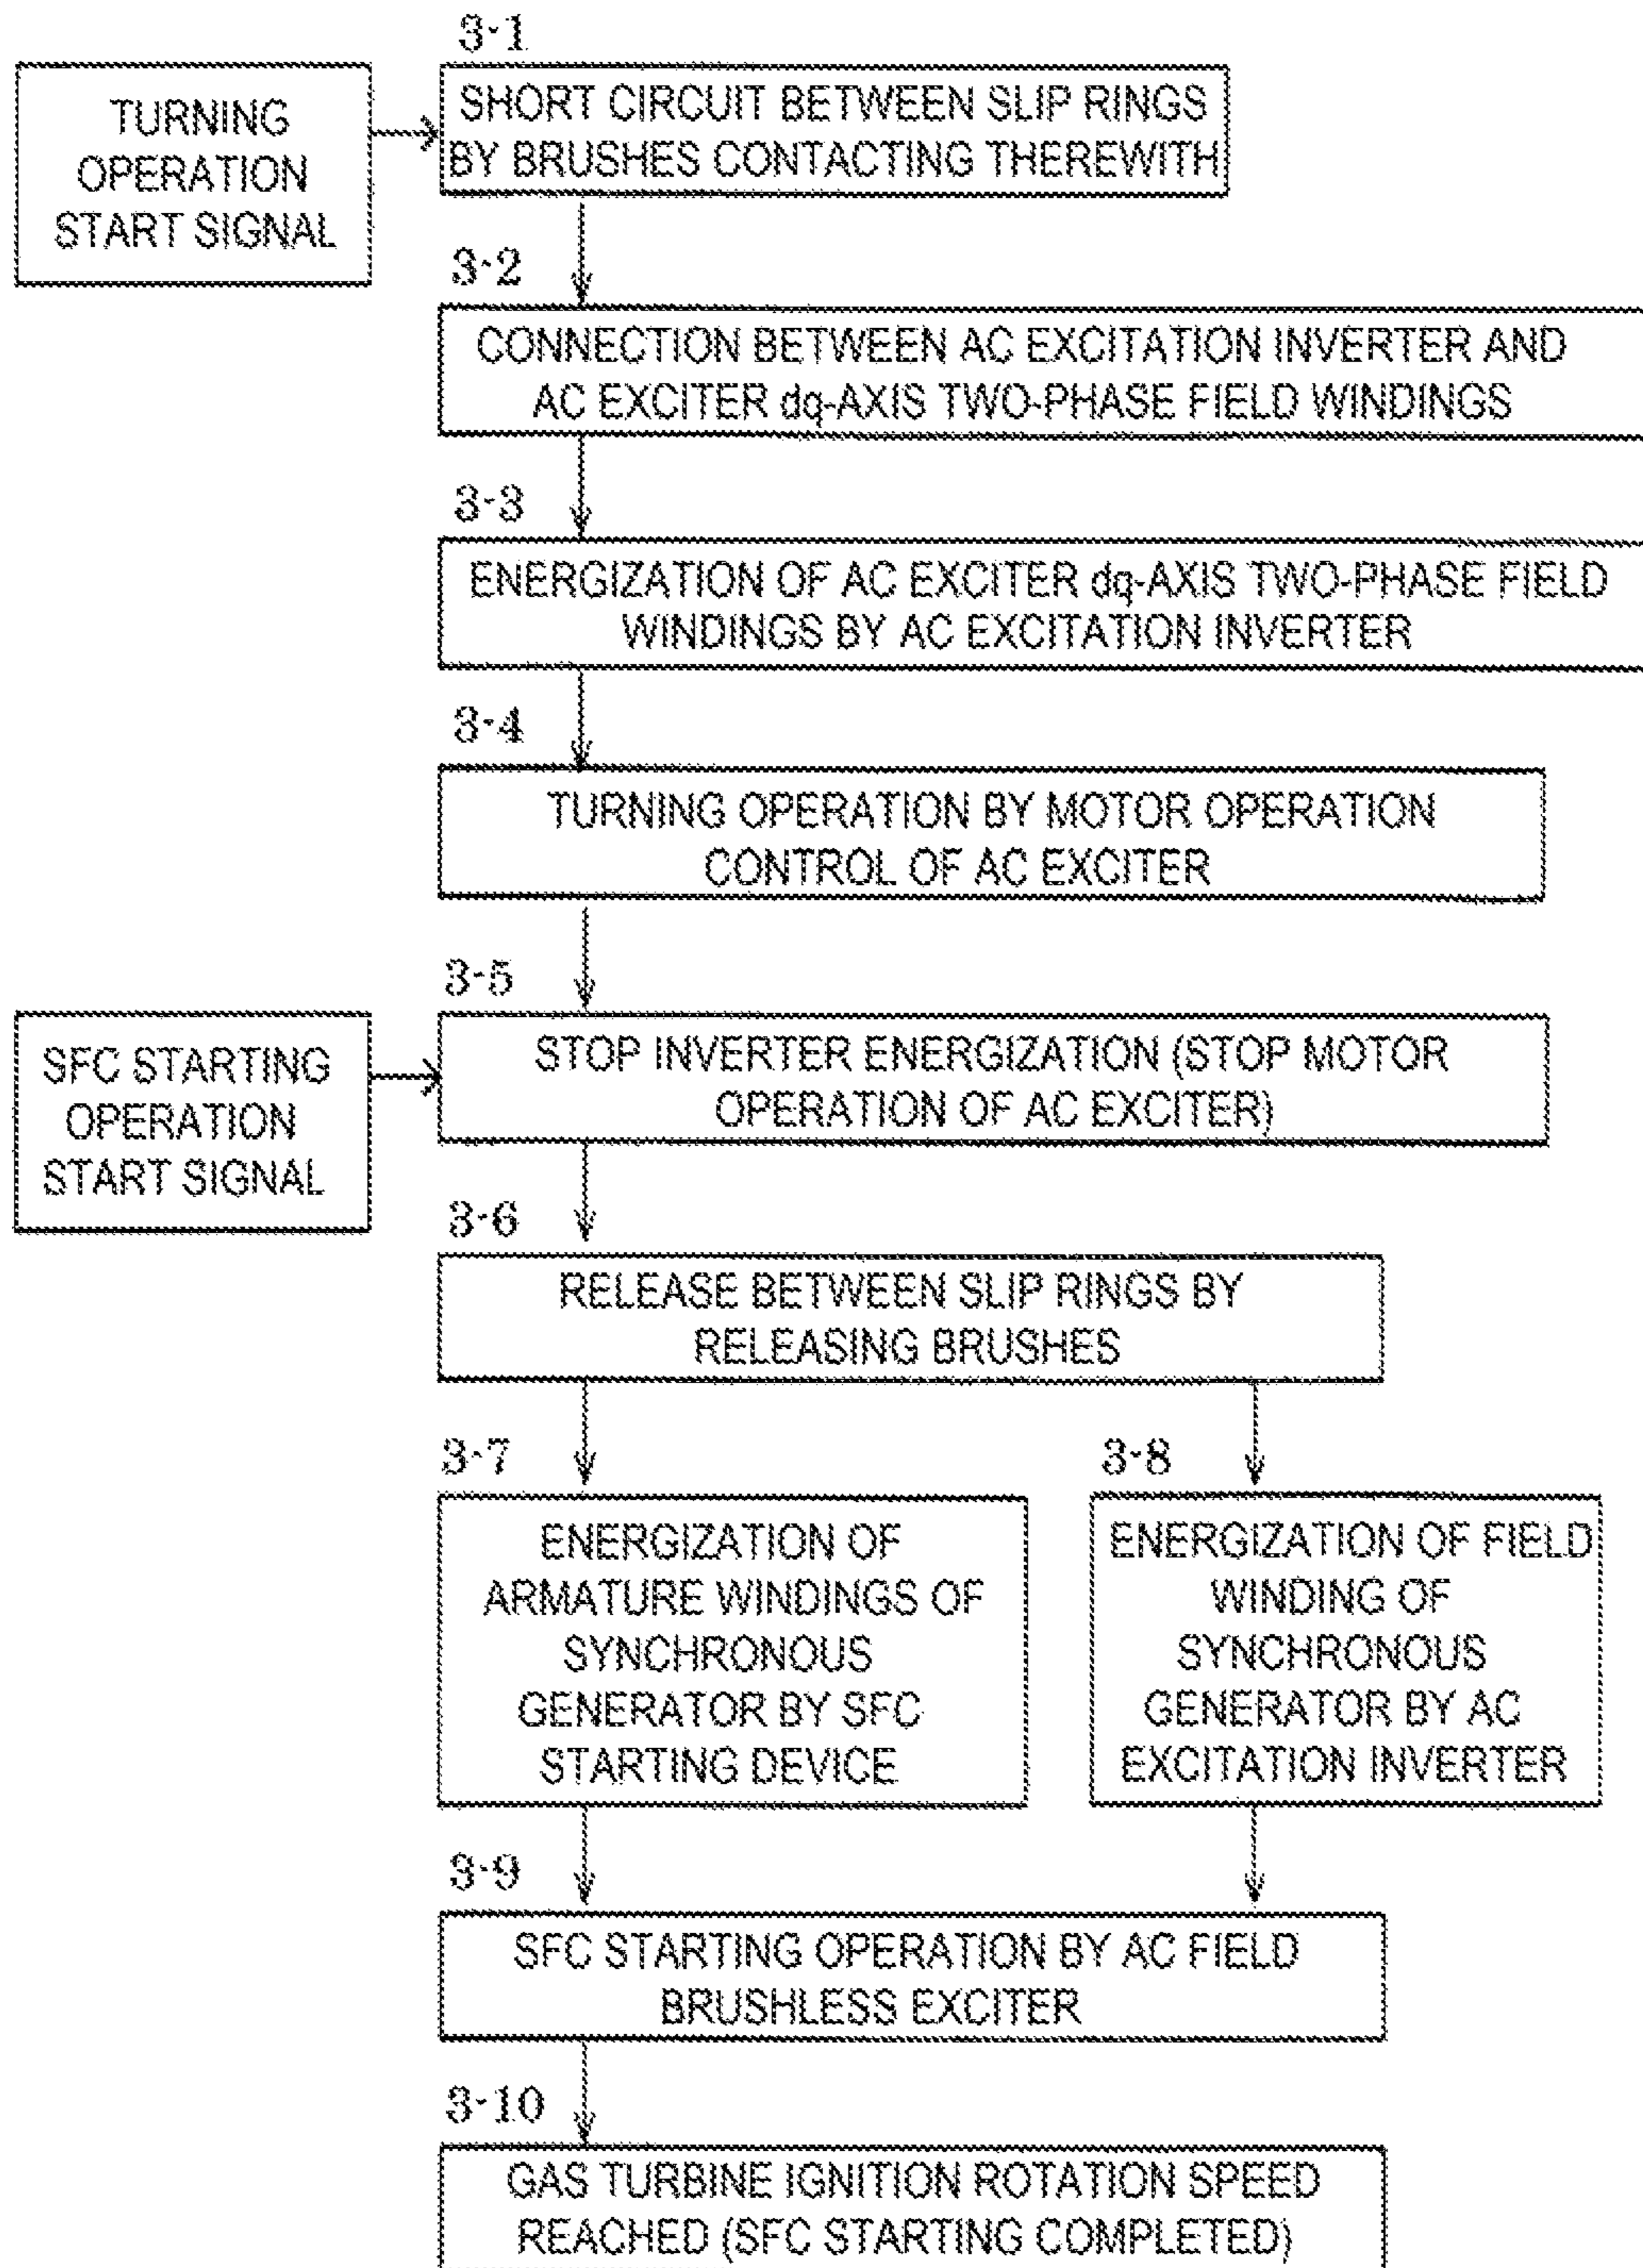 3-1
TURNING
OPERATION
START SIGNAL
SHORT CIRCUIT BETWEEN SLIP RINGS
BY BRUSHES CONTACTING THEREWITH
3-2
CONNECTION BETWEEN AC EXCITATION INVERTER AND
AC EXCITER dq-AXIS TWO-PHASE FIELD WINDINGS
3-3
ENERGIZATION OF AC EXCITER dq-AXIS TWO-PHASE FIELD
WINDINGS BY AC EXCITATION INVERTER
3-4
TURNING OPERATION BY MOTOR OPERATION
CONTROL OF AC EXCITER
3-5
SFC STARTING
OPERATION
START SIGNAL
STOP INVERTER ENERGIZATION (STOP MOTOR
OPERATION OF AC EXCITER)
3-6
RELEASE BETWEEN SLIP RINGS BY
RELEASING BRUSHES
3-7
ENERGIZATION OF
ARMATURE WINDINGS OF
SYNCHRONOUS
GENERATOR BY SFC
STARTING DEVICE
3-8
ENERGIZATION OF FIELD
WINDING OF
SYNCHRONOUS
GENERATOR BY AC
EXCITATION INVERTER
3-9
SFC STARTING OPERATION BY AC FIELD
BRUSHLESS EXCITER
3-10
GAS TURBINE IGNITION ROTATION SPEED
REACHED (SFC STARTING COMPLETED)